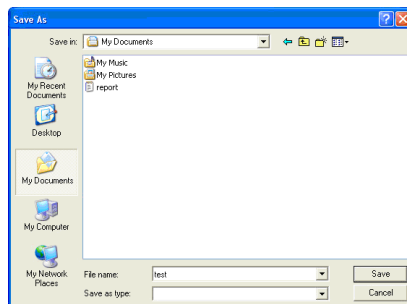 Save As
Save in: My Documents
My Music
My Pictures
report
My Recent
Documents
Desktop
My Documents
My Computer
My Network
Places
File name: test Save
Save as type: Cancel